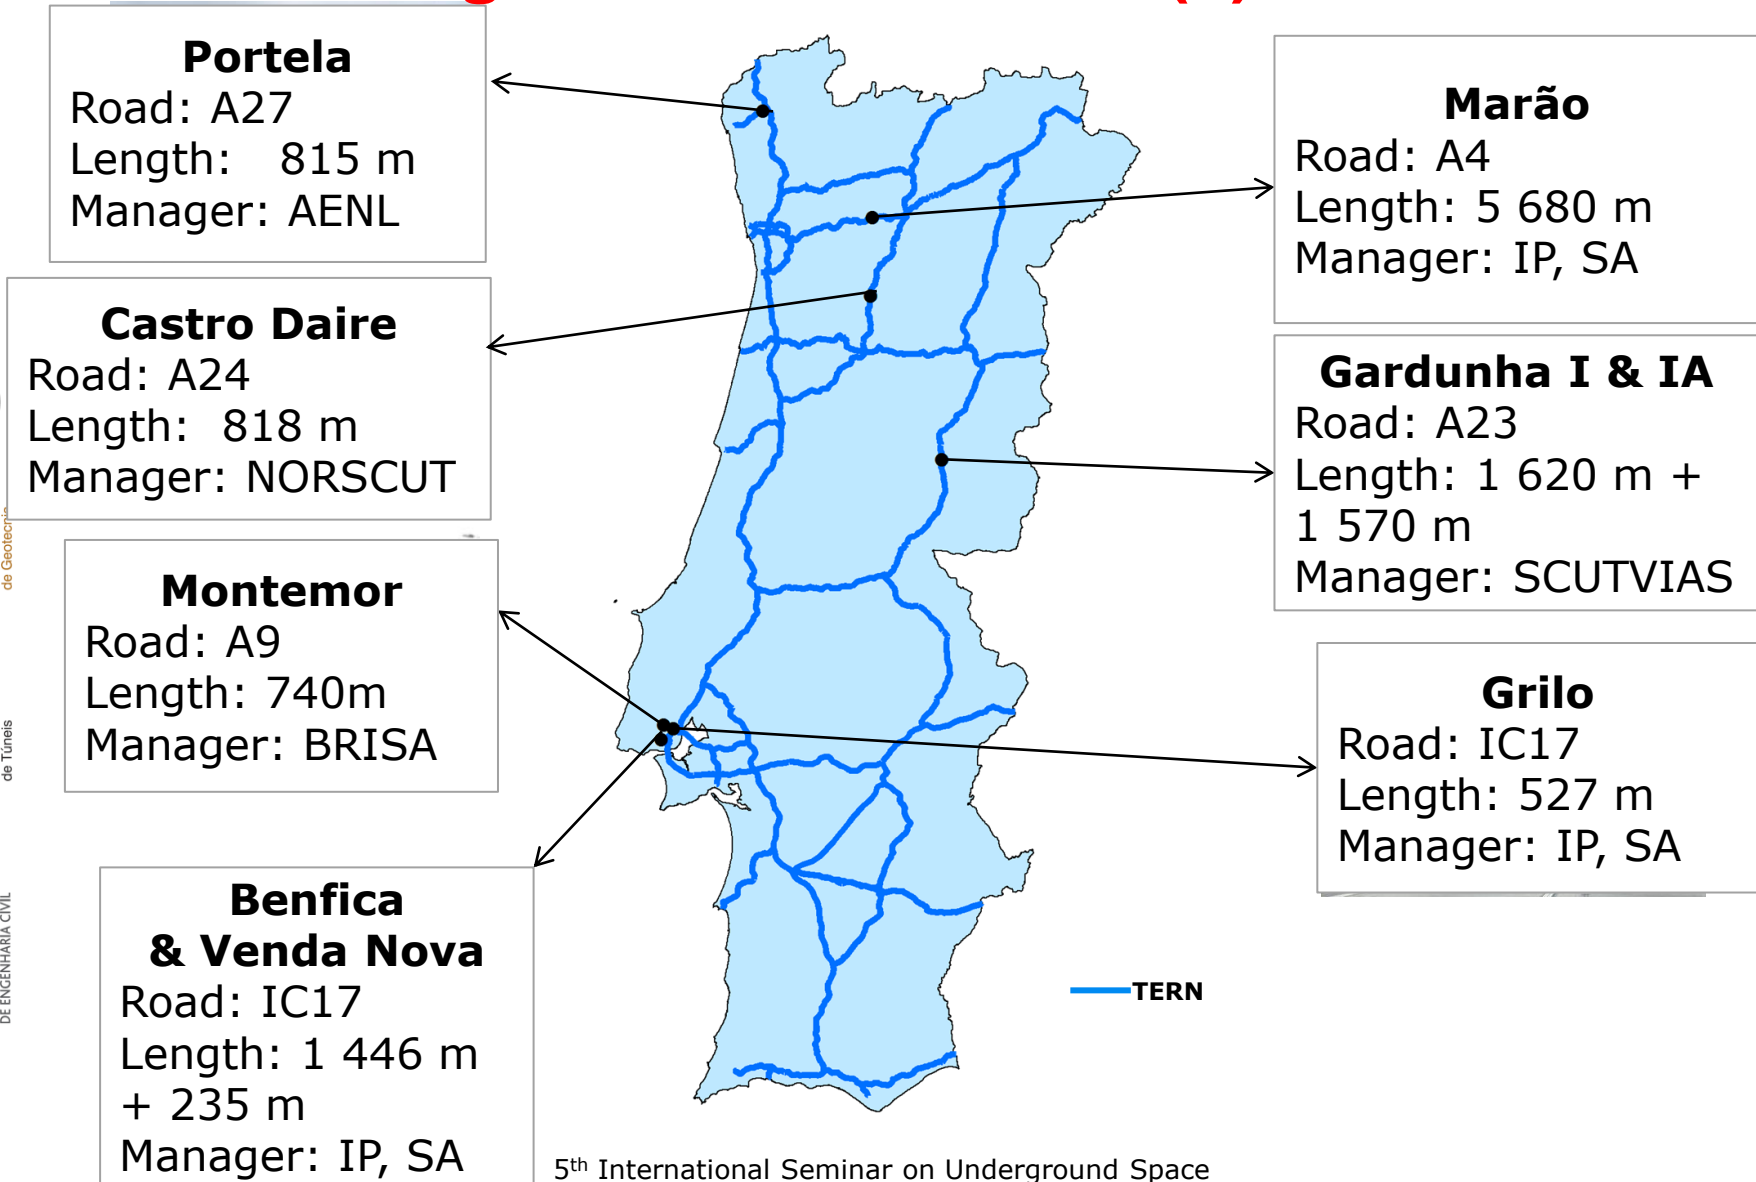 Portela
Road: A27
Length: 815 m
Manager: AENL
Marão
Road: A4
Length: 5 680 m
Manager: IP, SA
Castro Daire
Road: A24
Length: 818 m
Manager: NORSCUT
Gardunha I & IA
Road: A23
Length: 1 620 m +
1 570 m
Manager: SCUTVIAS
Montemor
Road: A9
Length: 740m
Manager: BRISA
Grilo
Road: IC17
Length: 527 m
Manager: IP, SA
Benfica
& Venda Nova
Road: IC17
Length: 1 446 m
+ 235 m
Manager: IP, SA
TERN
5th International Seminar on Underground Space
de Geotecnia
de Túneis
DE ENGENHARIA CIVIL